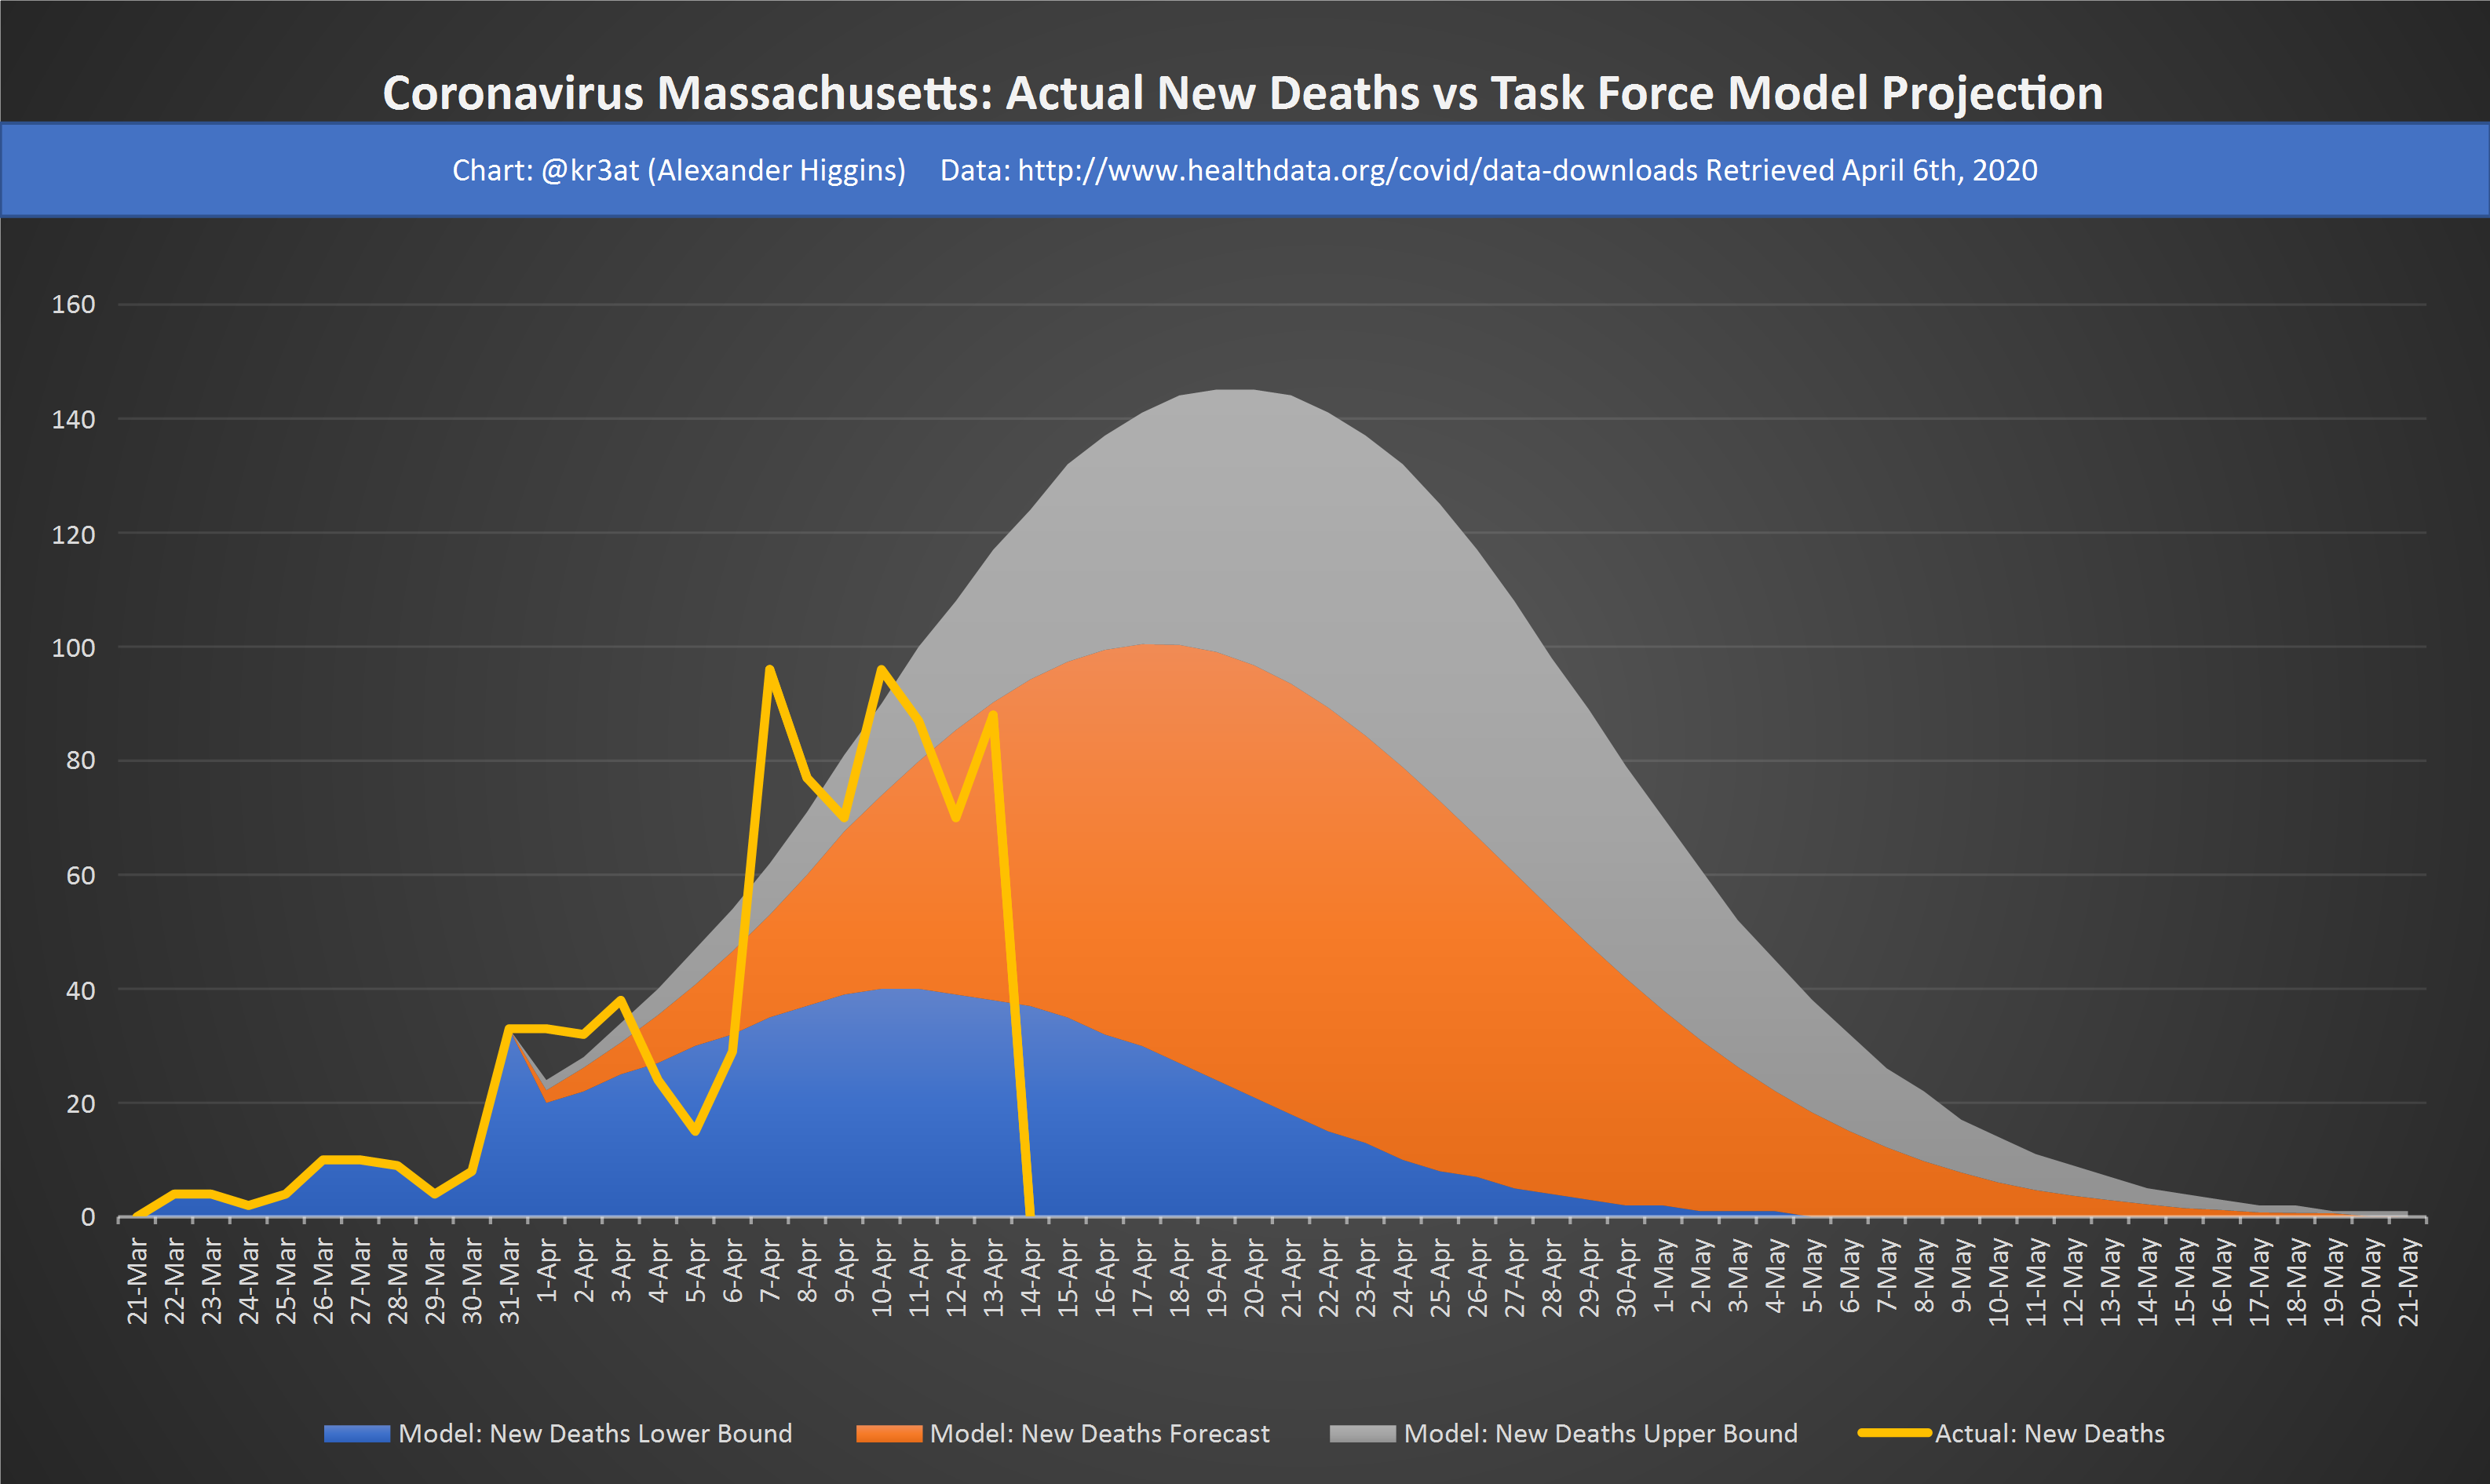 Coronavirus Massachusetts: Actual New Deaths vs Task Force Model Projection
Chart: @kr3at (Alexander Higgins) Data: http://www.healthdata.org/covid/data-downloads Retrieved April 6th, 2020
160
140
120
100
80
60
40
20
0
21-Mar
22-Mar
23-Mar
24-Mar
25-Mar
26-Mar
27-Mar
28-Mar
29-Mar
30-Mar
31-Mar
1-Apr
2-Apr
3-Apr
4-Apr
5-Apr
6-Apr
7-Apr
8-Apr
9-Apr
10-Apr
11-Apr
12-Apr
13-Apr
14-Apr
15-Apr
16-Apr
17-Apr
18-Apr
19-Apr
20-Apr
21-Apr
22-Apr
23-Apr
24-Apr
25-Apr
26-Apr
27-Apr
28-Apr
29-Apr
30-Apr
1-May
2-May
3-May
4-May
5-May
6-May
7-May
8-May
9-May
10-May
11-May
12-May
13-May
14-May
15-May
16-May
17-May
18-May
19-May
20-May
21-May
Model: New Deaths Lower Bound
Model: New Deaths Forecast
Model: New Deaths Upper Bound
Actual: New Deaths